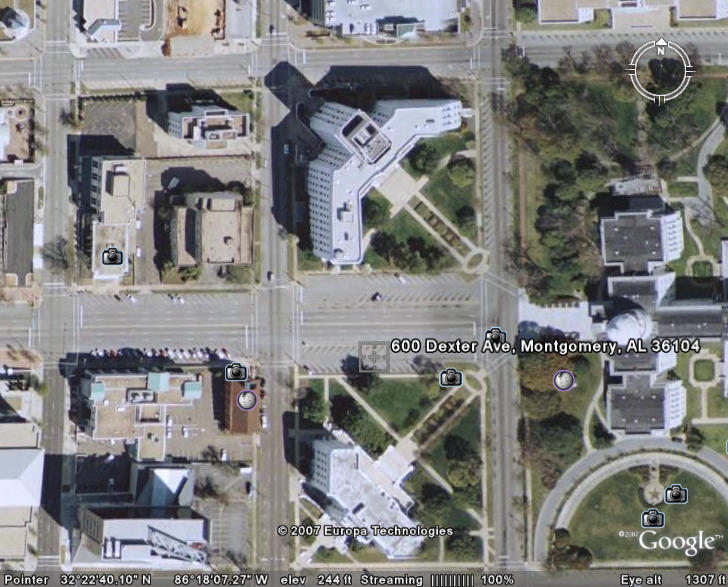 N
600 Dexter Ave, Montgomery, AL 36104
© 2007 Europa Technologies
©2007 Google™
Pointer 32°22'40.10" N 86°18'07.27" W elev 244 ft Streaming |||||||||| 100% Eye alt 1307 ft